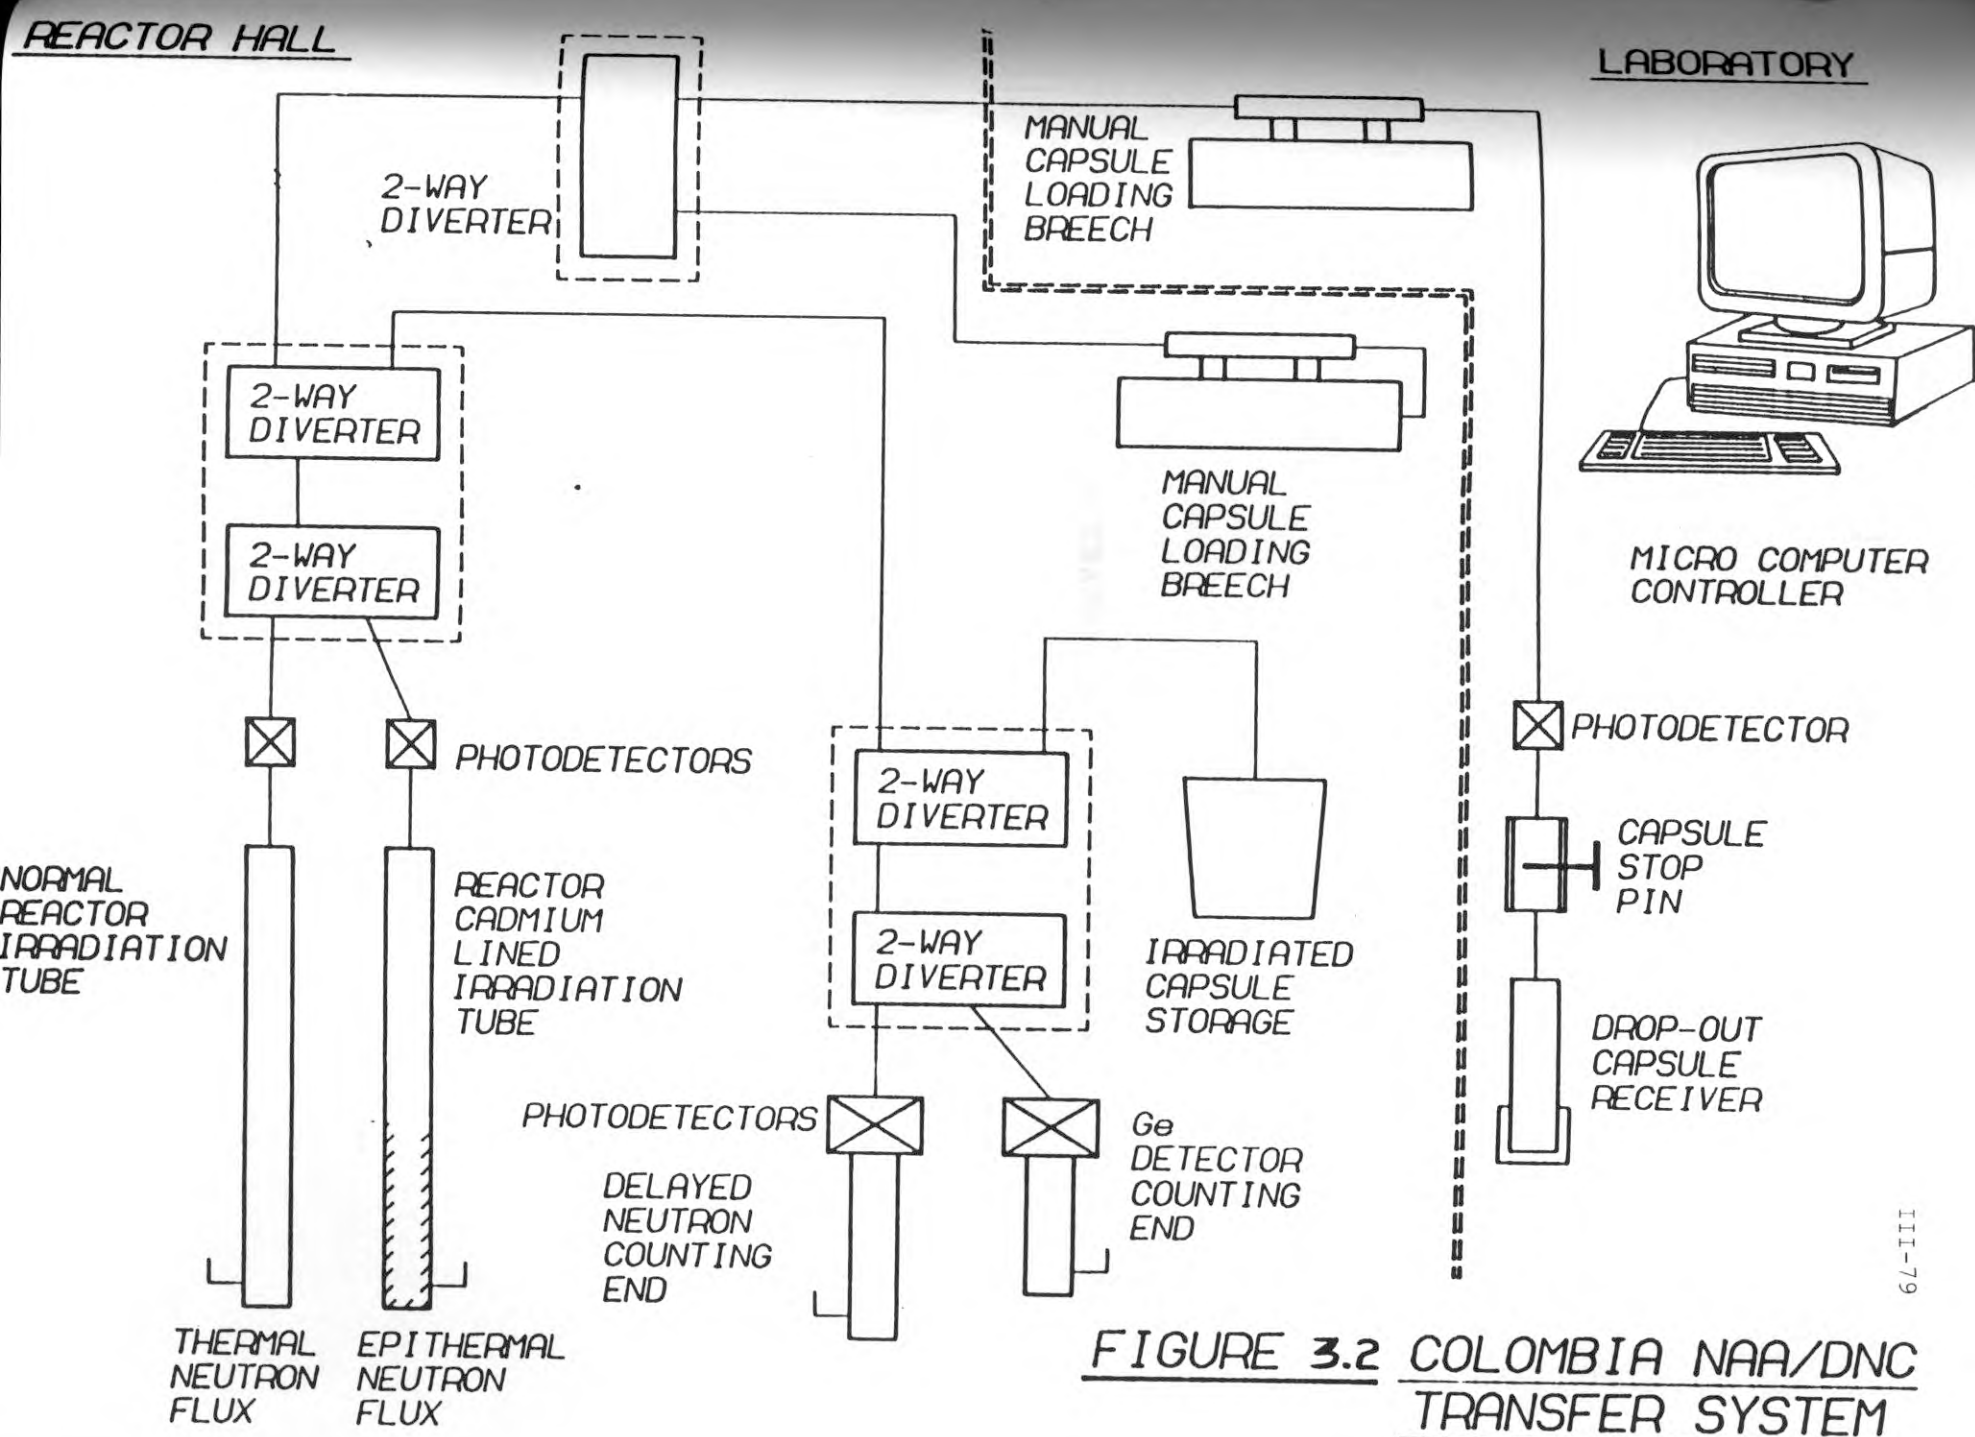 REACTOR HALL
LABORATORY
2-WAY
DIVERTER
MANUAL
CAPSULE
LOADING
BREECH
2-WAY
DIVERTER
2-WAY
DIVERTER
MANUAL
CAPSULE
LOADING
BREECH
MICRO COMPUTER
CONTROLLER
PHOTODETECTORS
PHOTODETECTOR
2-WAY
DIVERTER
CAPSULE
STOP
PIN
NORMAL
REACTOR
IRRADIATION
TUBE
REACTOR
CADMIUM
LINED
IRRADIATION
TUBE
2-WAY
DIVERTER
IRRADIATED
CAPSULE
STORAGE
DROP-OUT
CAPSULE
RECEIVER
PHOTODETECTORS
Ge
DETECTOR
COUNTING
END
DELAYED
NEUTRON
COUNTING
END
THERMAL
NEUTRON
FLUX
EPITHERMAL
NEUTRON
FLUX
III-79
FIGURE 3.2 COLOMBIA NAA/DNC
TRANSFER SYSTEM